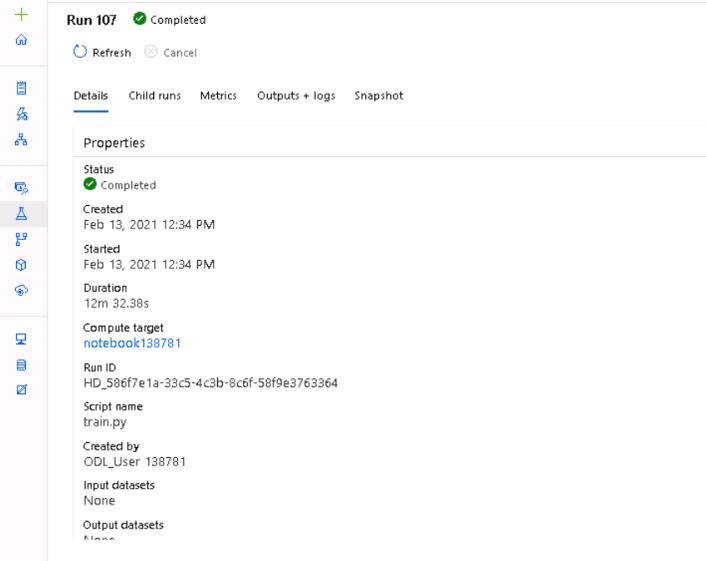 Run 107 Completed
Refresh Cancel
Details Child runs Metrics Outputs + logs Snapshot
Properties
Status
Completed
Created
Feb 13, 2021 12:34 PM
Started
Feb 13, 2021 12:34 PM
Duration
12m 32.38s
Compute target
notebook138781
Run ID
HD_586f7e1a-33c5-4c3b-8c6f-58f9e3763364
Script name
train.py
Created by
ODL_User 138781
Input datasets
None
Output datasets
None